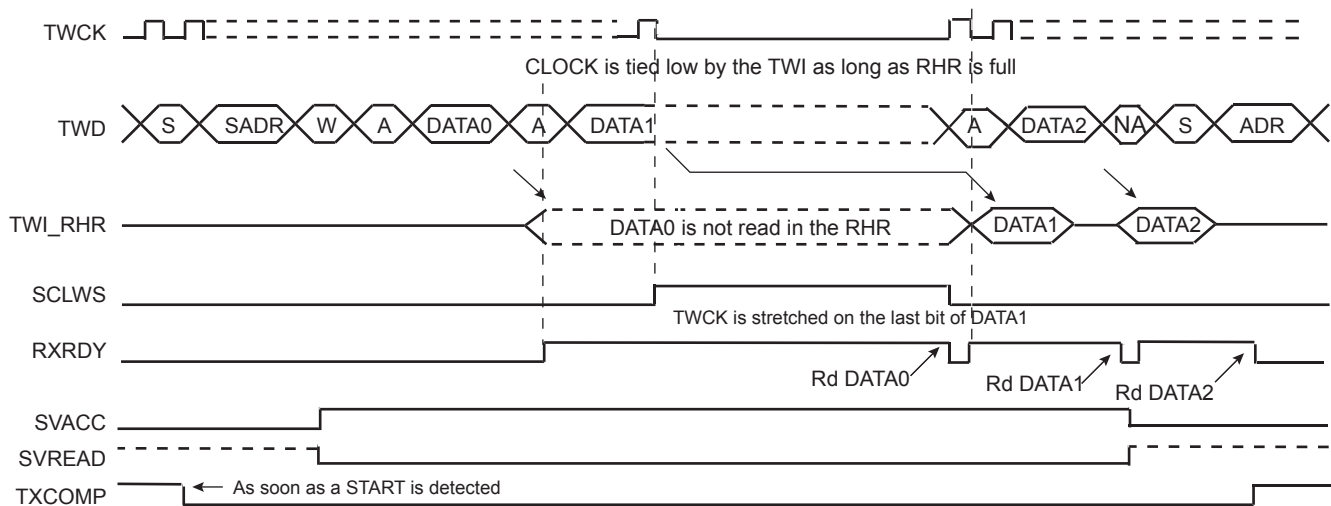 TWCK
CLOCK is tied low by the TWI as long as RHR is full
TWD S SADR W A DATA0 A DATA1 A DATA2 NA S ADR
TWI_RHR DATA0 is not read in the RHR DATA1 DATA2
SCLWS
TWCK is stretched on the last bit of DATA1
RXRDY
Rd DATA0 Rd DATA1 Rd DATA2
SVACC
SVREAD
As soon as a START is detected
TXCOMP